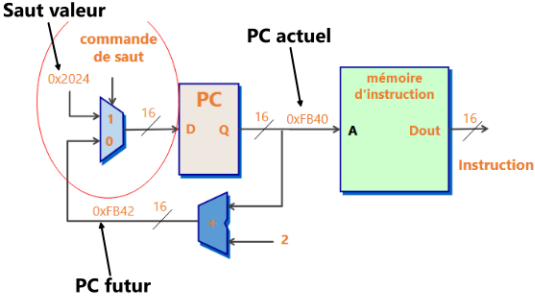 Saut valeur
commande
de saut
PC actuel
0x2024
1
0
16
PC
D
Q
16
0xFB40
mémoire
d'instruction
A
Dout
16
Instruction
0xFB42
16
+
2
PC futur